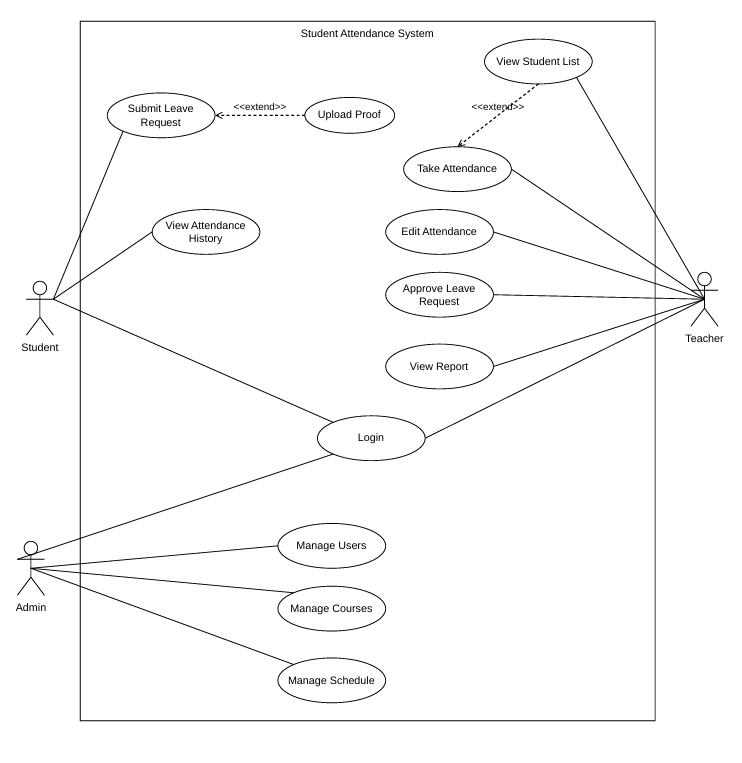 Student Attendance System
View Student List
Submit Leave
Request
<<extend>>
Upload Proof
<<extend>>
Take Attendance
View Attendance
History
Edit Attendance
Approve Leave
Request
Student
Teacher
View Report
Login
Manage Users
Admin
Manage Courses
Manage Schedule